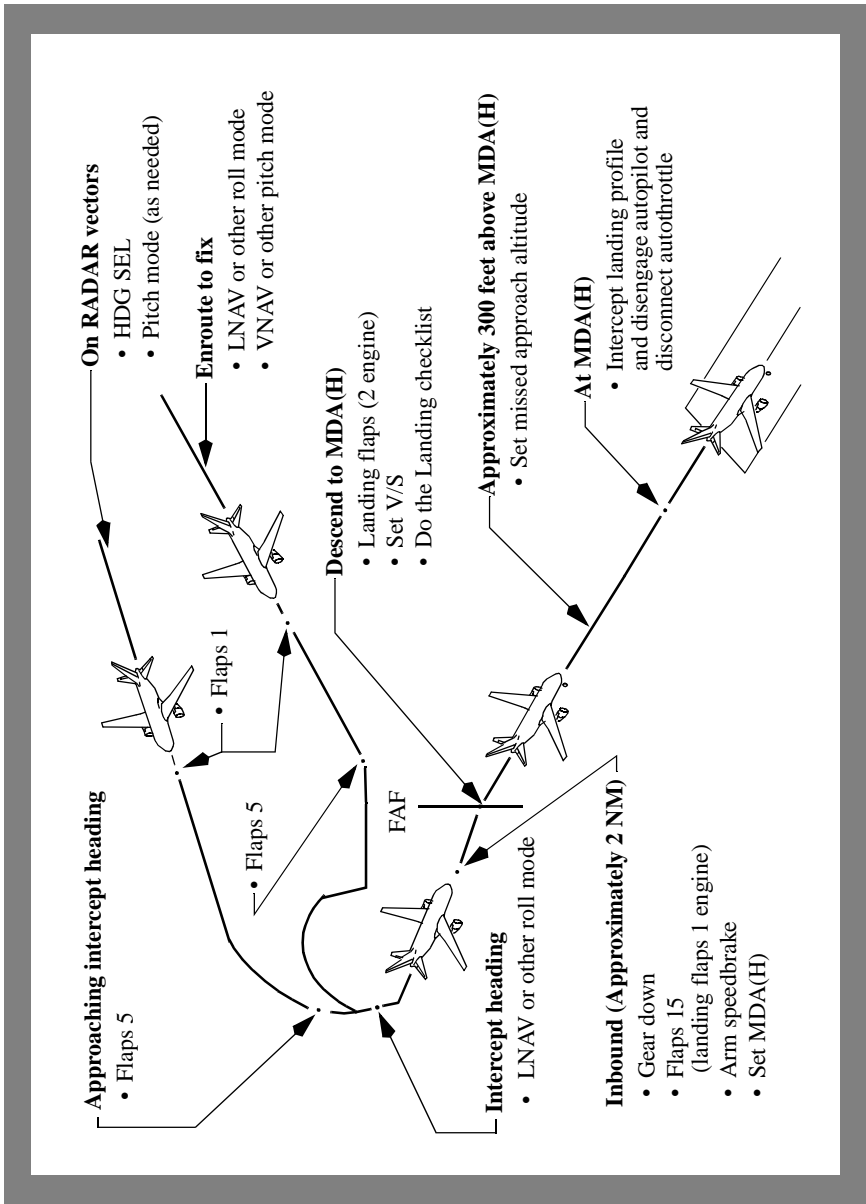 On RADAR vectors
• HDG SEL
• Pitch mode (as needed)
Enroute to fix
• LNAV or other roll mode
• VNAV or other pitch mode
• Flaps 1
Approaching intercept heading
• Flaps 5
• Flaps 5
Descend to MDA(H)
• Landing flaps (2 engine)
• Set V/S
• Do the Landing checklist
FAF
Intercept heading
• LNAV or other roll mode
Approximately 300 feet above MDA(H)
• Set missed approach altitude
Inbound (Approximately 2 NM)
• Gear down
• Flaps 15
(landing flaps 1 engine)
• Arm speedbrake
• Set MDA(H)
At MDA(H)
• Intercept landing profile
and disengage autopilot and
disconnect autothrottle